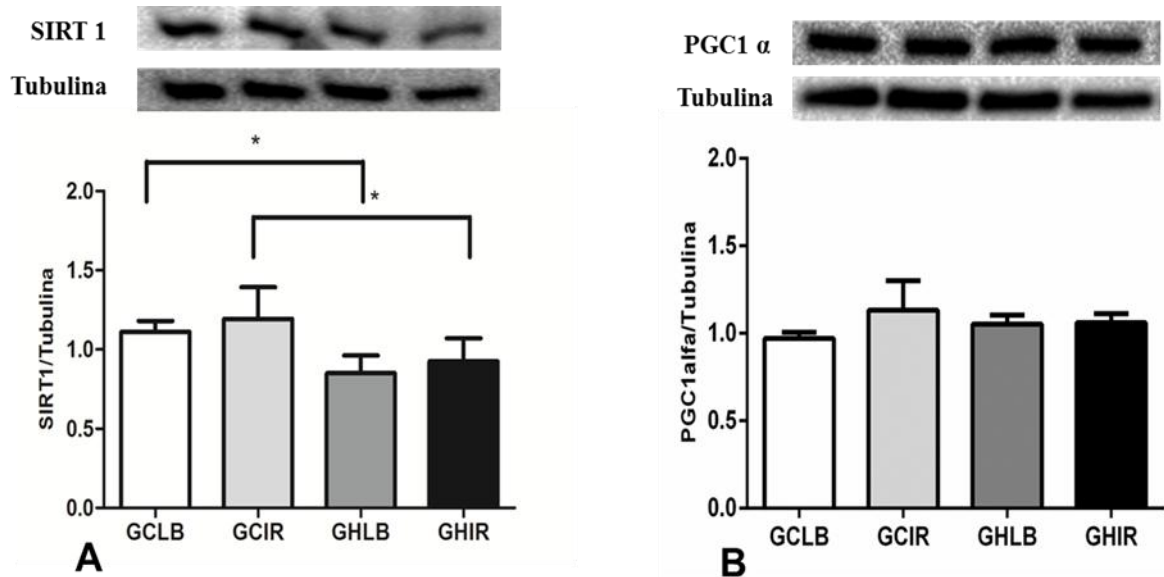 SIRT 1
Tubulina
*
*
2.0
1.5
1.0
0.5
0.0
SIRT1/Tubulina
GCLB GCIR GHLB GHIR
A
PGC1 α
Tubulina
2.0
1.5
1.0
0.5
0.0
PGC1alfa/Tubulina
GCLB GCIR GHLB GHIR
B